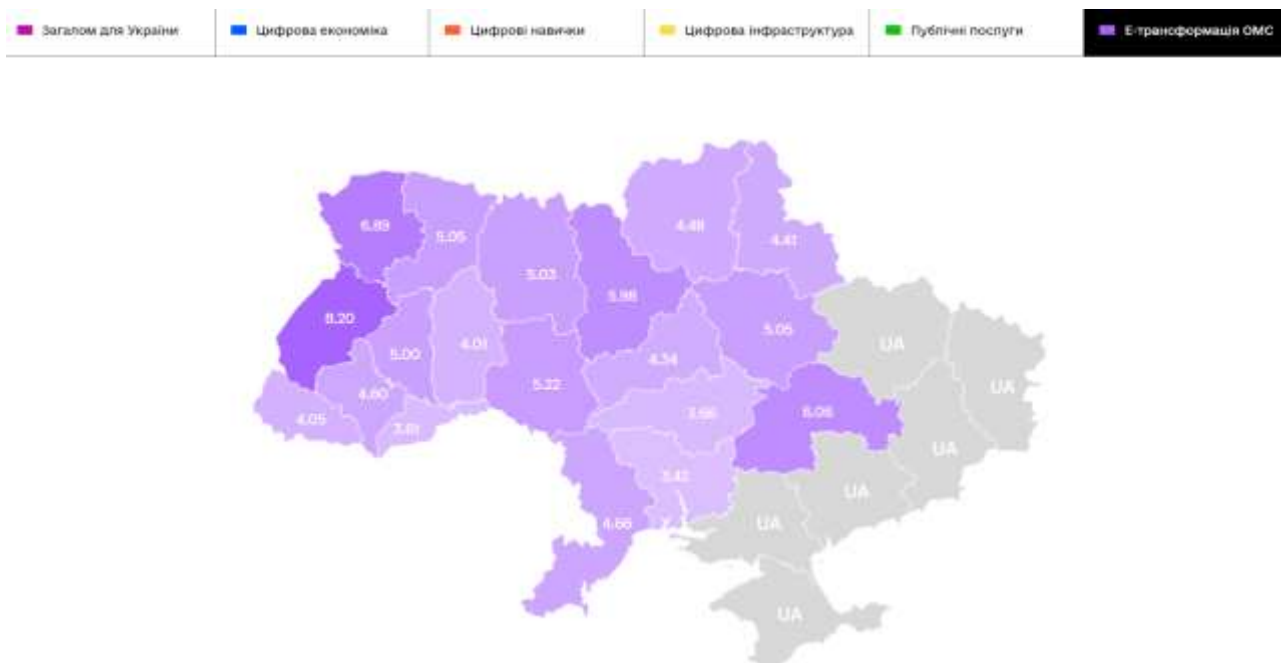 Загалом для України
Цифрова економіка
Цифрові навички
Цифрова інфраструктура
Публічні послуги
Е-трансформація ОМС
6.89
5.05
4.48
4.41
5.03
5.98
8.20
5.05
5.00
4.01
4.34
UA
5.22
UA
4.60
3.66
6.06
4.05
3.61
UA
3.42
UA
4.66
UA
UA